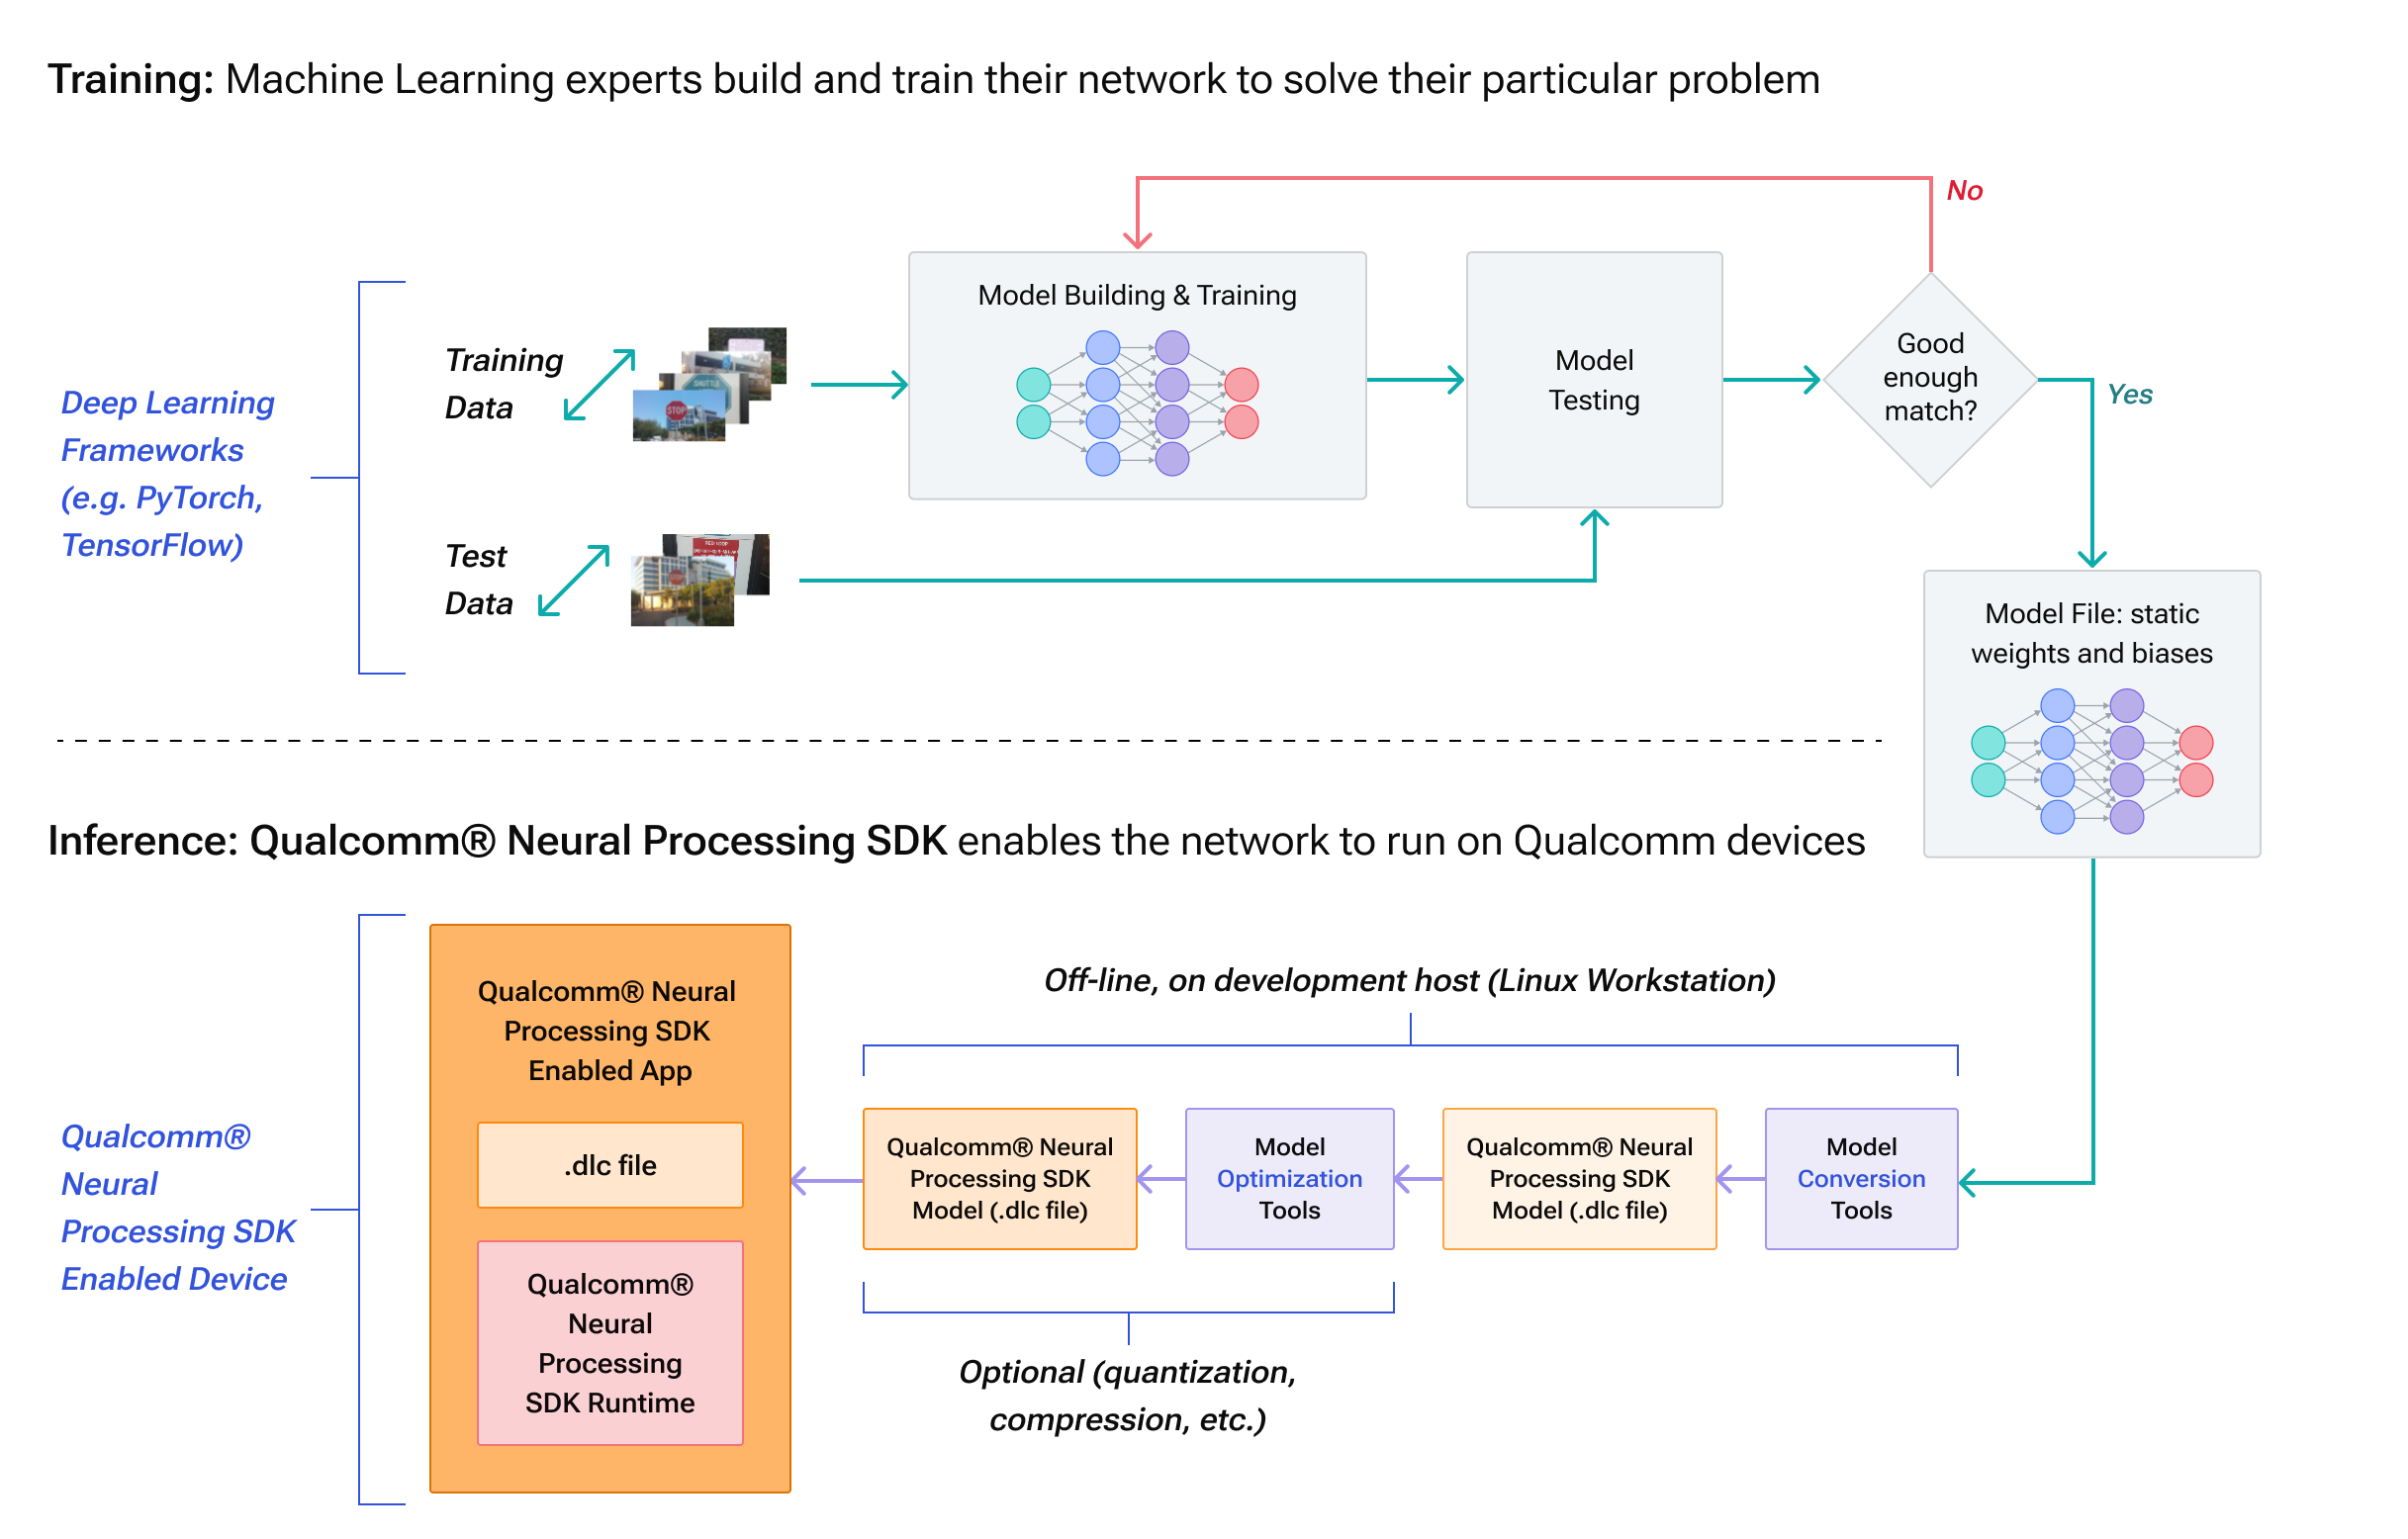 Training: Machine Learning experts build and train their network to solve their particular problem
No
Model Building & Training
Model
Testing
Good
enough
match?
Yes
Training
Data
SHUTTLE
STOP
Deep Learning
Frameworks
(e.g. PyTorch,
TensorFlow)
Test
Data
Model File: static
weights and biases
Inference: Qualcomm® Neural Processing SDK enables the network to run on Qualcomm devices
Qualcomm® Neural
Processing SDK
Enabled App
.dlc file
Qualcomm®
Neural
Processing
SDK Runtime
Qualcomm®
Neural
Processing SDK
Enabled Device
Off-line, on development host (Linux Workstation)
Qualcomm® Neural
Processing SDK
Model (.dlc file)
Model
Optimization
Tools
Qualcomm® Neural
Processing SDK
Model (.dlc file)
Model
Conversion
Tools
Optional (quantization,
compression, etc.)